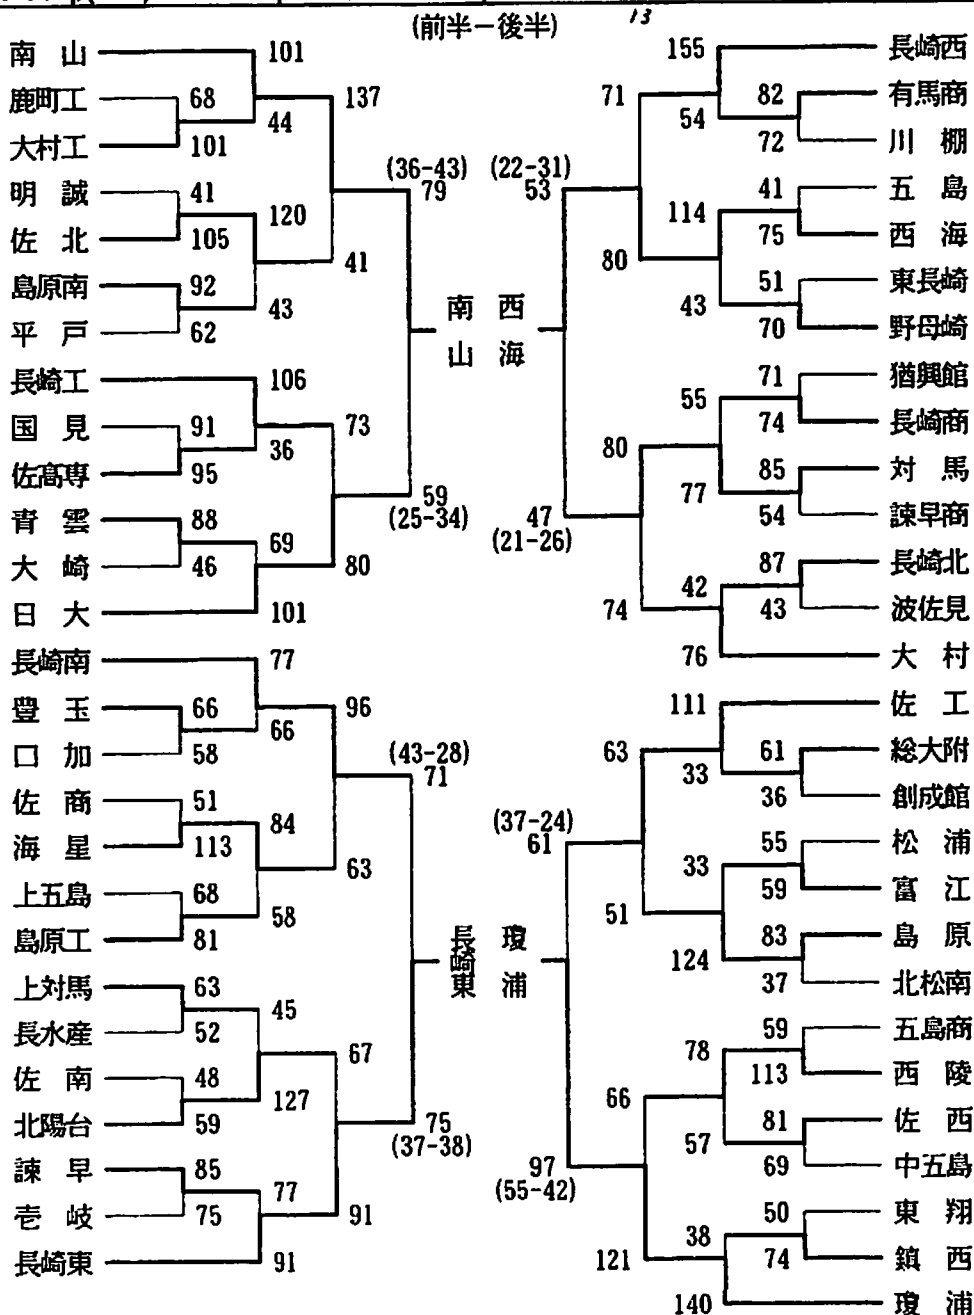 (前半－後半)
13
南山
101
鹿町工
68
44
大村工
101
137
明誠
41
120
佐北
105
41
島原南
92
43
平戸
62
(36-43)
79
長崎工
106
国見
91
36
佐高専
95
73
青雲
88
69
大崎
46
80
日大
101
59
(25-34)
南山
西海
長崎西
155
有馬商
82
54
川棚
72
71
五島
41
114
西海
75
80
東長崎
51
43
野母崎
70
(22-31)
53
猶興館
71
55
長崎商
74
80
対馬
85
77
諫早商
54
長崎北
87
42
波佐見
43
74
大村
76
47
(21-26)
長崎南
77
豊玉
66
66
口加
58
96
佐商
51
84
海星
113
63
上五島
68
58
島原工
81
(43-28)
71
上対馬
63
45
長水産
52
67
佐南
48
127
北陽台
59
諫早
85
77
壱岐
75
91
長崎東
91
75
(37-38)
長崎東
瓊浦
佐工
111
総大附
61
33
創成館
36
63
松浦
55
33
富江
59
51
島原
83
124
北松南
37
(37-24)
61
五島商
59
78
西陵
113
66
佐西
81
57
中五島
69
東翔
50
38
鎮西
74
121
瓊浦
140
97
(55-42)